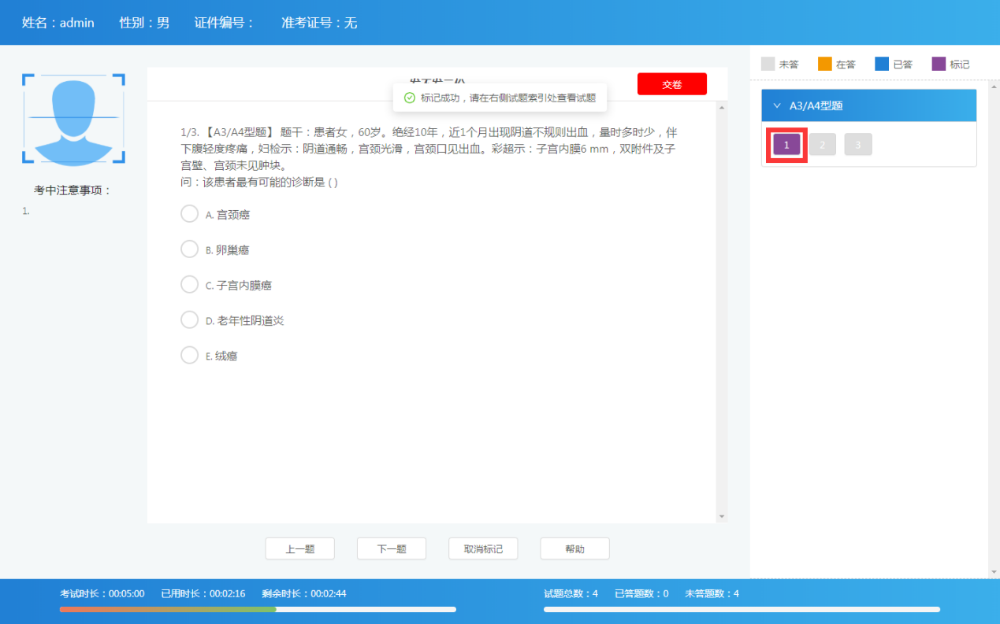 姓名：admin 性别：男 证件编号： 准考证号：无
未答 在答 已答 标记
交卷
标记成功，请在右侧试题索引处查看试题
A3/A4型题
1 2 3
1/3. 【A3/A4型题】 题干：患者女，60岁。绝经10年，近1个月出现阴道不规则出血，量时多时少，伴
下腹轻度疼痛，妇检示：阴道通畅，宫颈光滑，宫颈口见出血。彩超示：子宫内膜6 mm，双附件及子
宫壁、宫颈未见肿块。
问：该患者最有可能的诊断是 ( )
考中注意事项：
1.
A. 宫颈癌
B. 卵巢癌
C. 子宫内膜癌
D. 老年性阴道炎
E. 绒癌
上一题 下一题 取消标记 帮助
考试时长：00:05:00 已用时长：00:02:16 剩余时长：00:02:44
试题总数：4 已答题数：0 未答题数：4